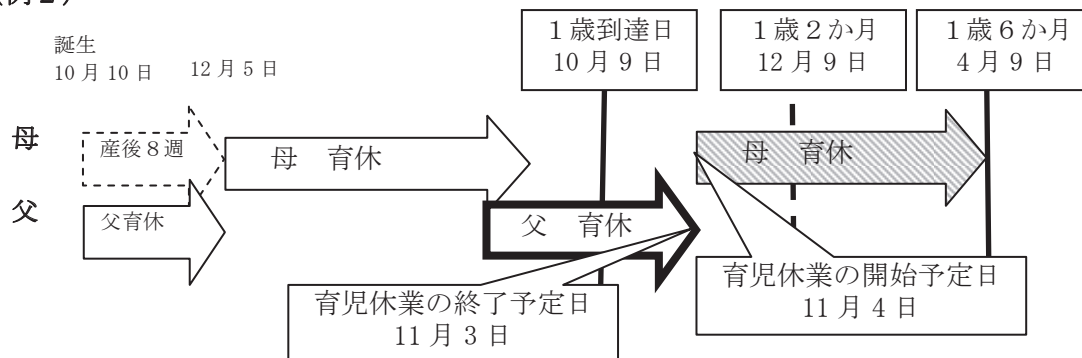 (例2)
1歳到達日
10月9日
1歳2か月
12月9日
1歳6か月
4月9日
誕生
10月10日
12月5日
母
産後8週
母 育休
母 育休
父
父育休
父 育休
育児休業の終了予定日
11月3日
育児休業の開始予定日
11月4日